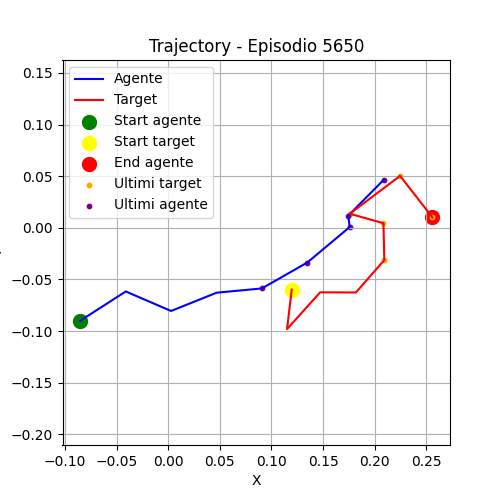 Trajectory - Episodio 5650
Agente
Target
Start agente
Start target
End agente
Ultimi target
Ultimi agente
0.15
0.10
0.05
0.00
−0.05
−0.10
−0.15
−0.20
−0.10 −0.05 0.00 0.05 0.10 0.15 0.20 0.25
X